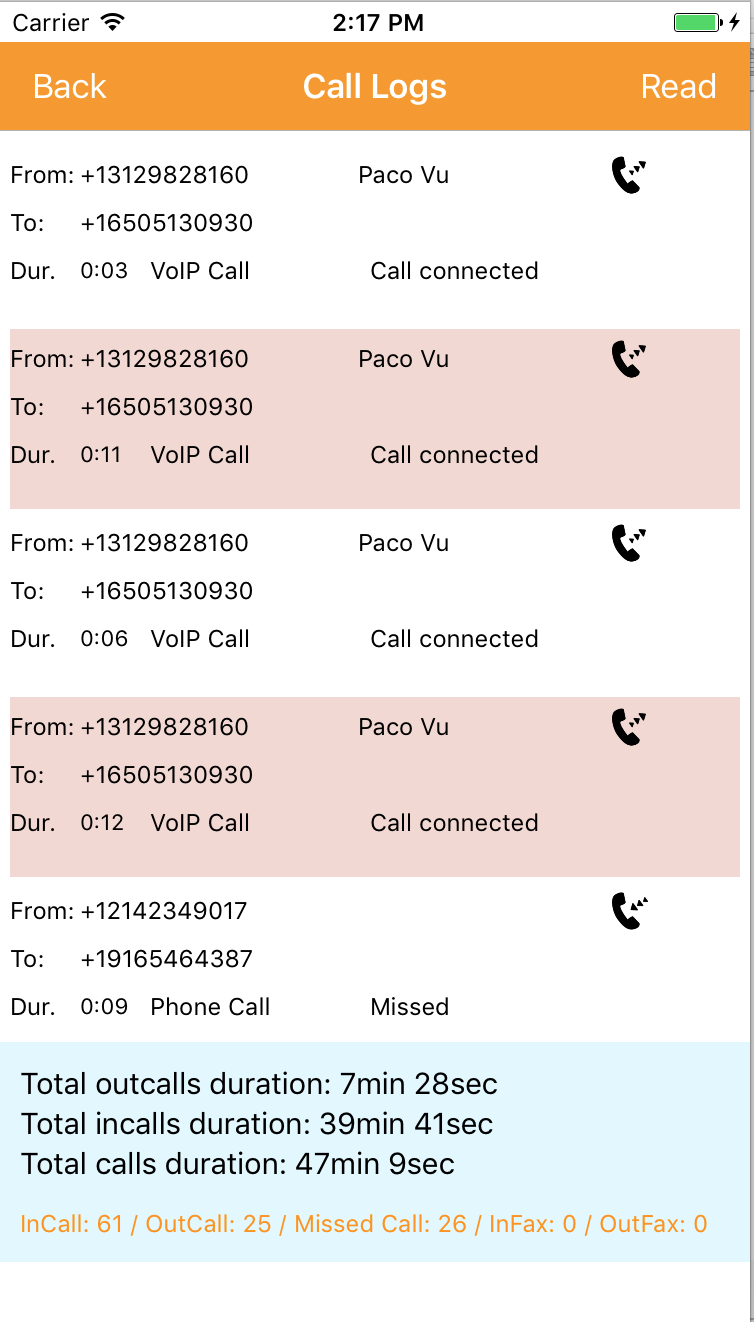 Carrier 2:17 PM
Back Call Logs Read
From: +13129828160 Paco Vu
To: +16505130930
Dur. 0:03 VoIP Call Call connected
From: +13129828160 Paco Vu
To: +16505130930
Dur. 0:11 VoIP Call Call connected
From: +13129828160 Paco Vu
To: +16505130930
Dur. 0:06 VoIP Call Call connected
From: +13129828160 Paco Vu
To: +16505130930
Dur. 0:12 VoIP Call Call connected
From: +12142349017
To: +19165464387
Dur. 0:09 Phone Call Missed
Total outcalls duration: 7min 28sec
Total incalls duration: 39min 41sec
Total calls duration: 47min 9sec
InCall: 61 / OutCall: 25 / Missed Call: 26 / InFax: 0 / OutFax: 0